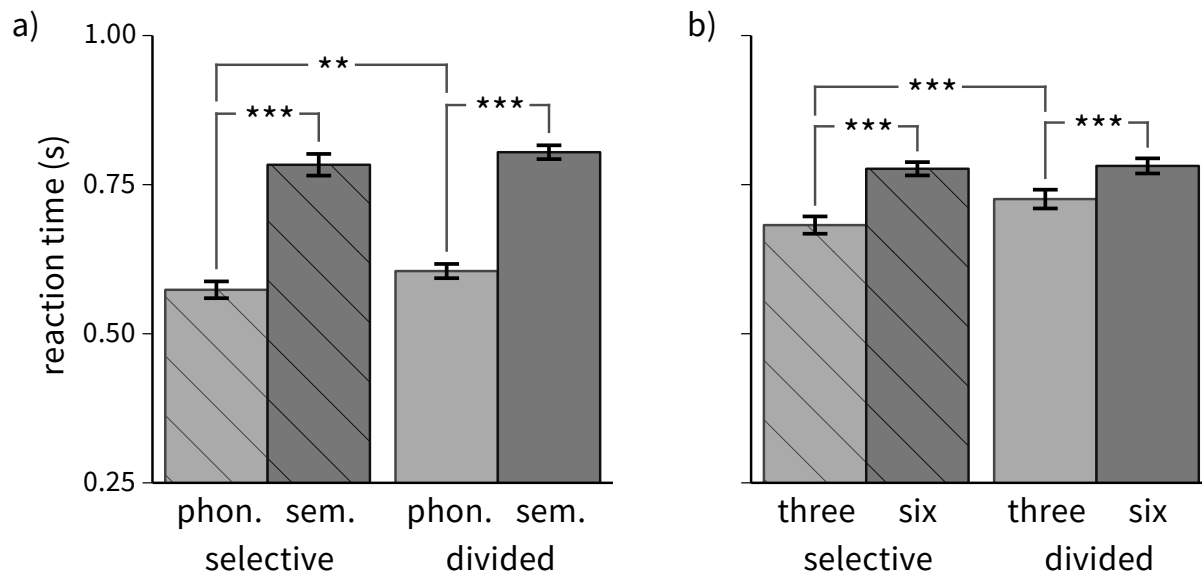 a)
1.00
0.75
0.50
0.25
reaction time (s)
**
***
***
phon. sem. phon. sem.
selective divided
b)
***
***
***
three six three six
selective divided